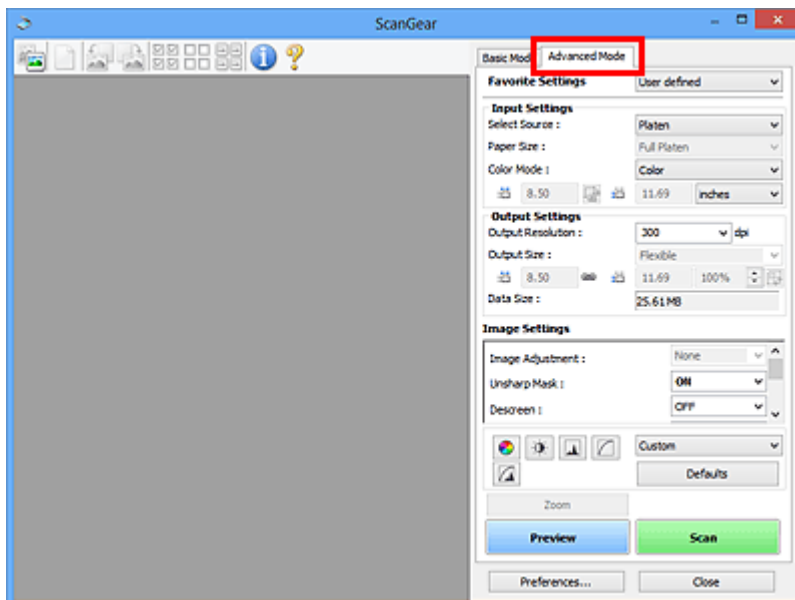 ScanGear
Basic Mod Advanced Mode
Favorite Settings User defined
Input Settings
Select Source : Platen
Paper Size : Full Platen
Color Mode : Color
8.50 11.69 inches
Output Settings
Output Resolution : 300 dpi
Output Size : Flexible
8.50 11.69 100%
Data Size : 25.61MB
Image Settings
Image Adjustment : None
Unsharp Mask : ON
Descreen : OFF
Custom
Defaults
Zoom
Preview Scan
Preferences... Close